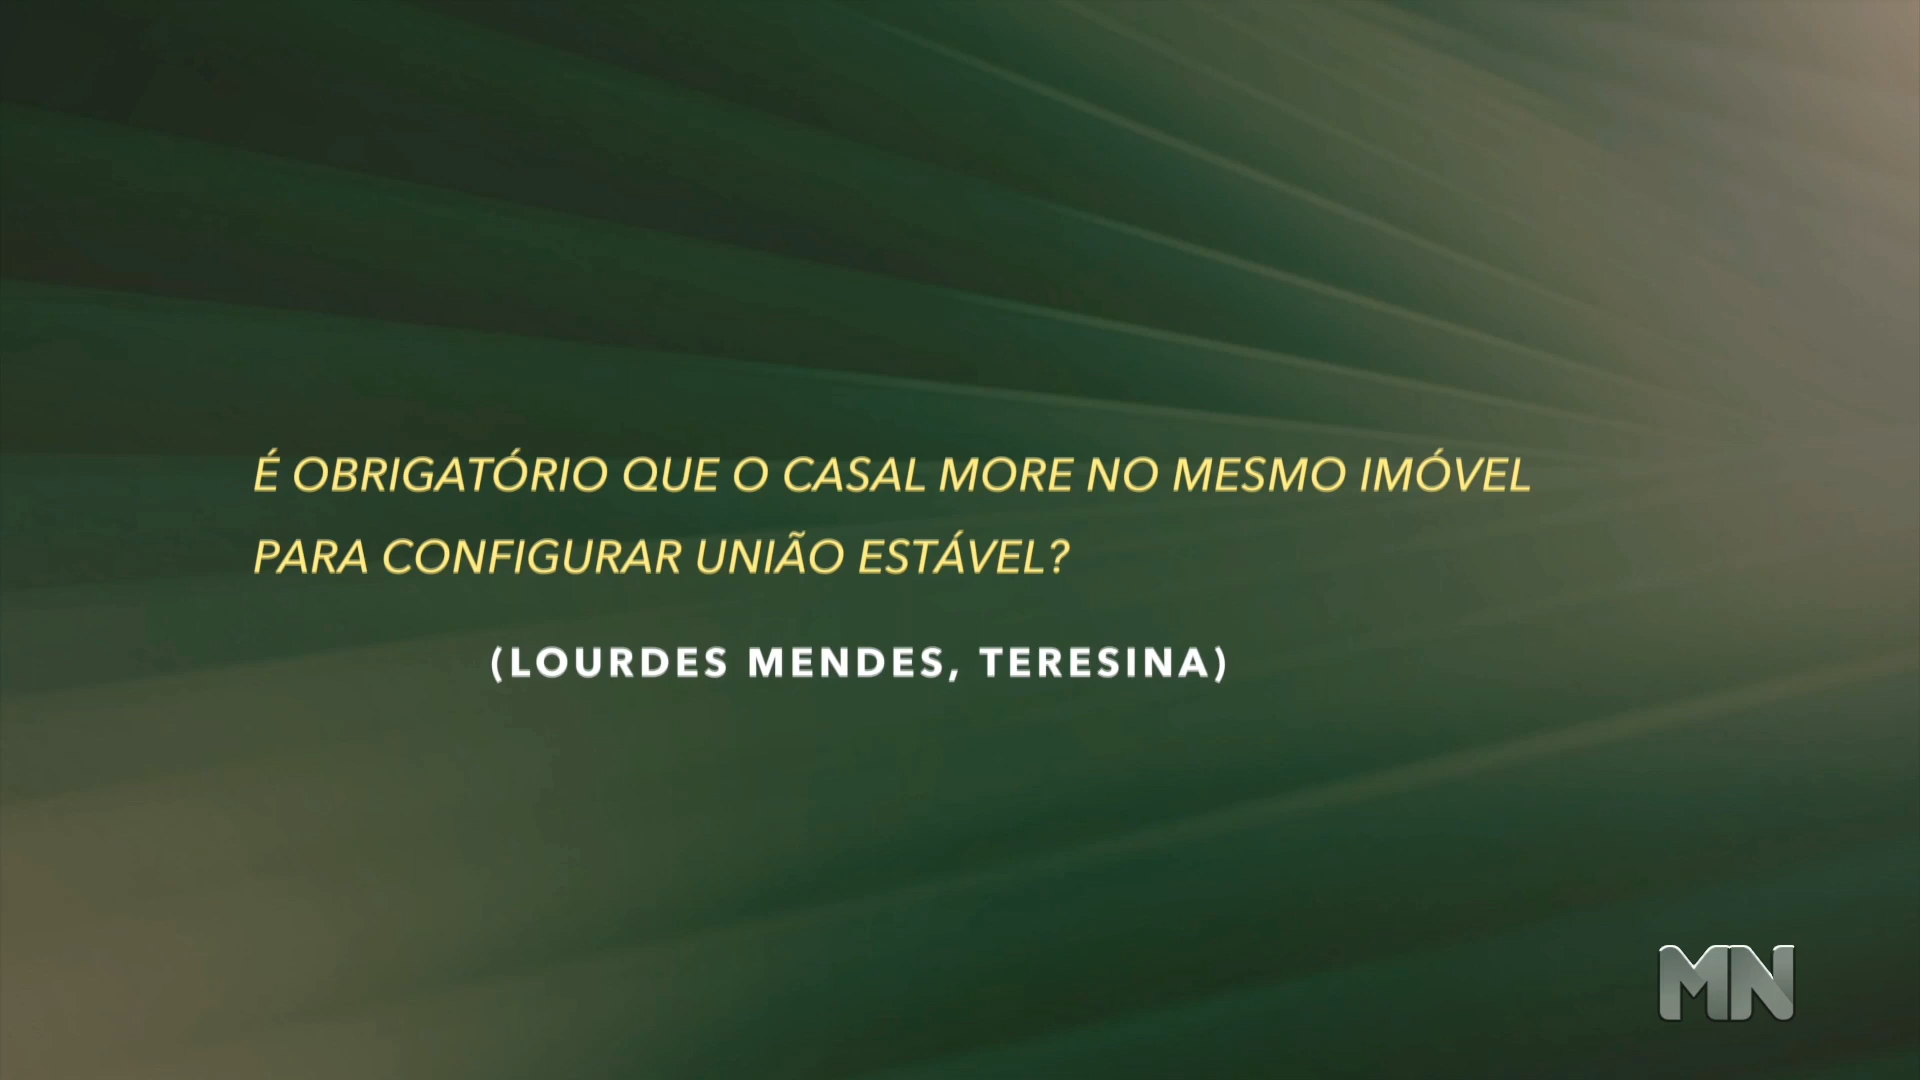 É OBRIGATÓRIO QUE O CASAL MORE NO MESMO IMÓVEL
PARA CONFIGURAR UNIÃO ESTÁVEL?
(LOURDES MENDES, TERESINA)
MN